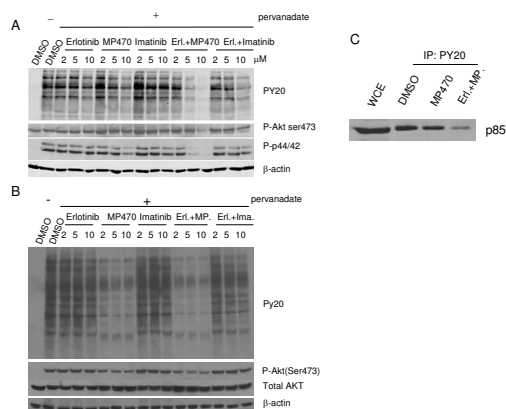 A
– + pervanadate
DMSO DMSO Erlotinib MP470 Imatinib Erl.+MP470 Erl.+Imatinib
2 5 10 2 5 10 2 5 10 2 5 10 2 5 10 μM
PY20
P-Akt ser473
P-p44/42
β-actin
B
- + pervanadate
DMSO DMSO Erlotinib MP470 Imatinib Erl.+MP. Erl.+Ima.
2 5 10 2 5 10 2 5 10 2 5 10 2 5 10
Py20
P-Akt(Ser473)
Total AKT
β-actin
C
IP: PY20
WCE DMSO MP470 Erl.+MP.
p85